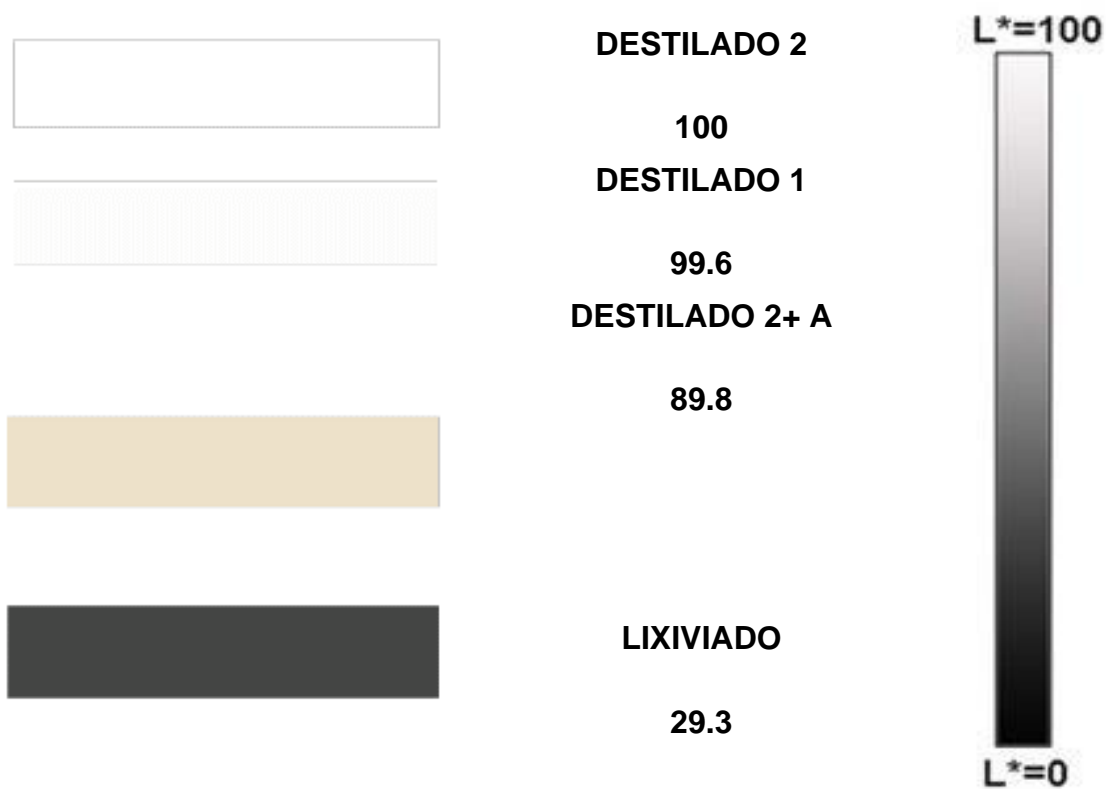 L*=100
DESTILADO 2
100
DESTILADO 1
99.6
DESTILADO 2+ A
89.8
LIXIVIADO
29.3
L*=0